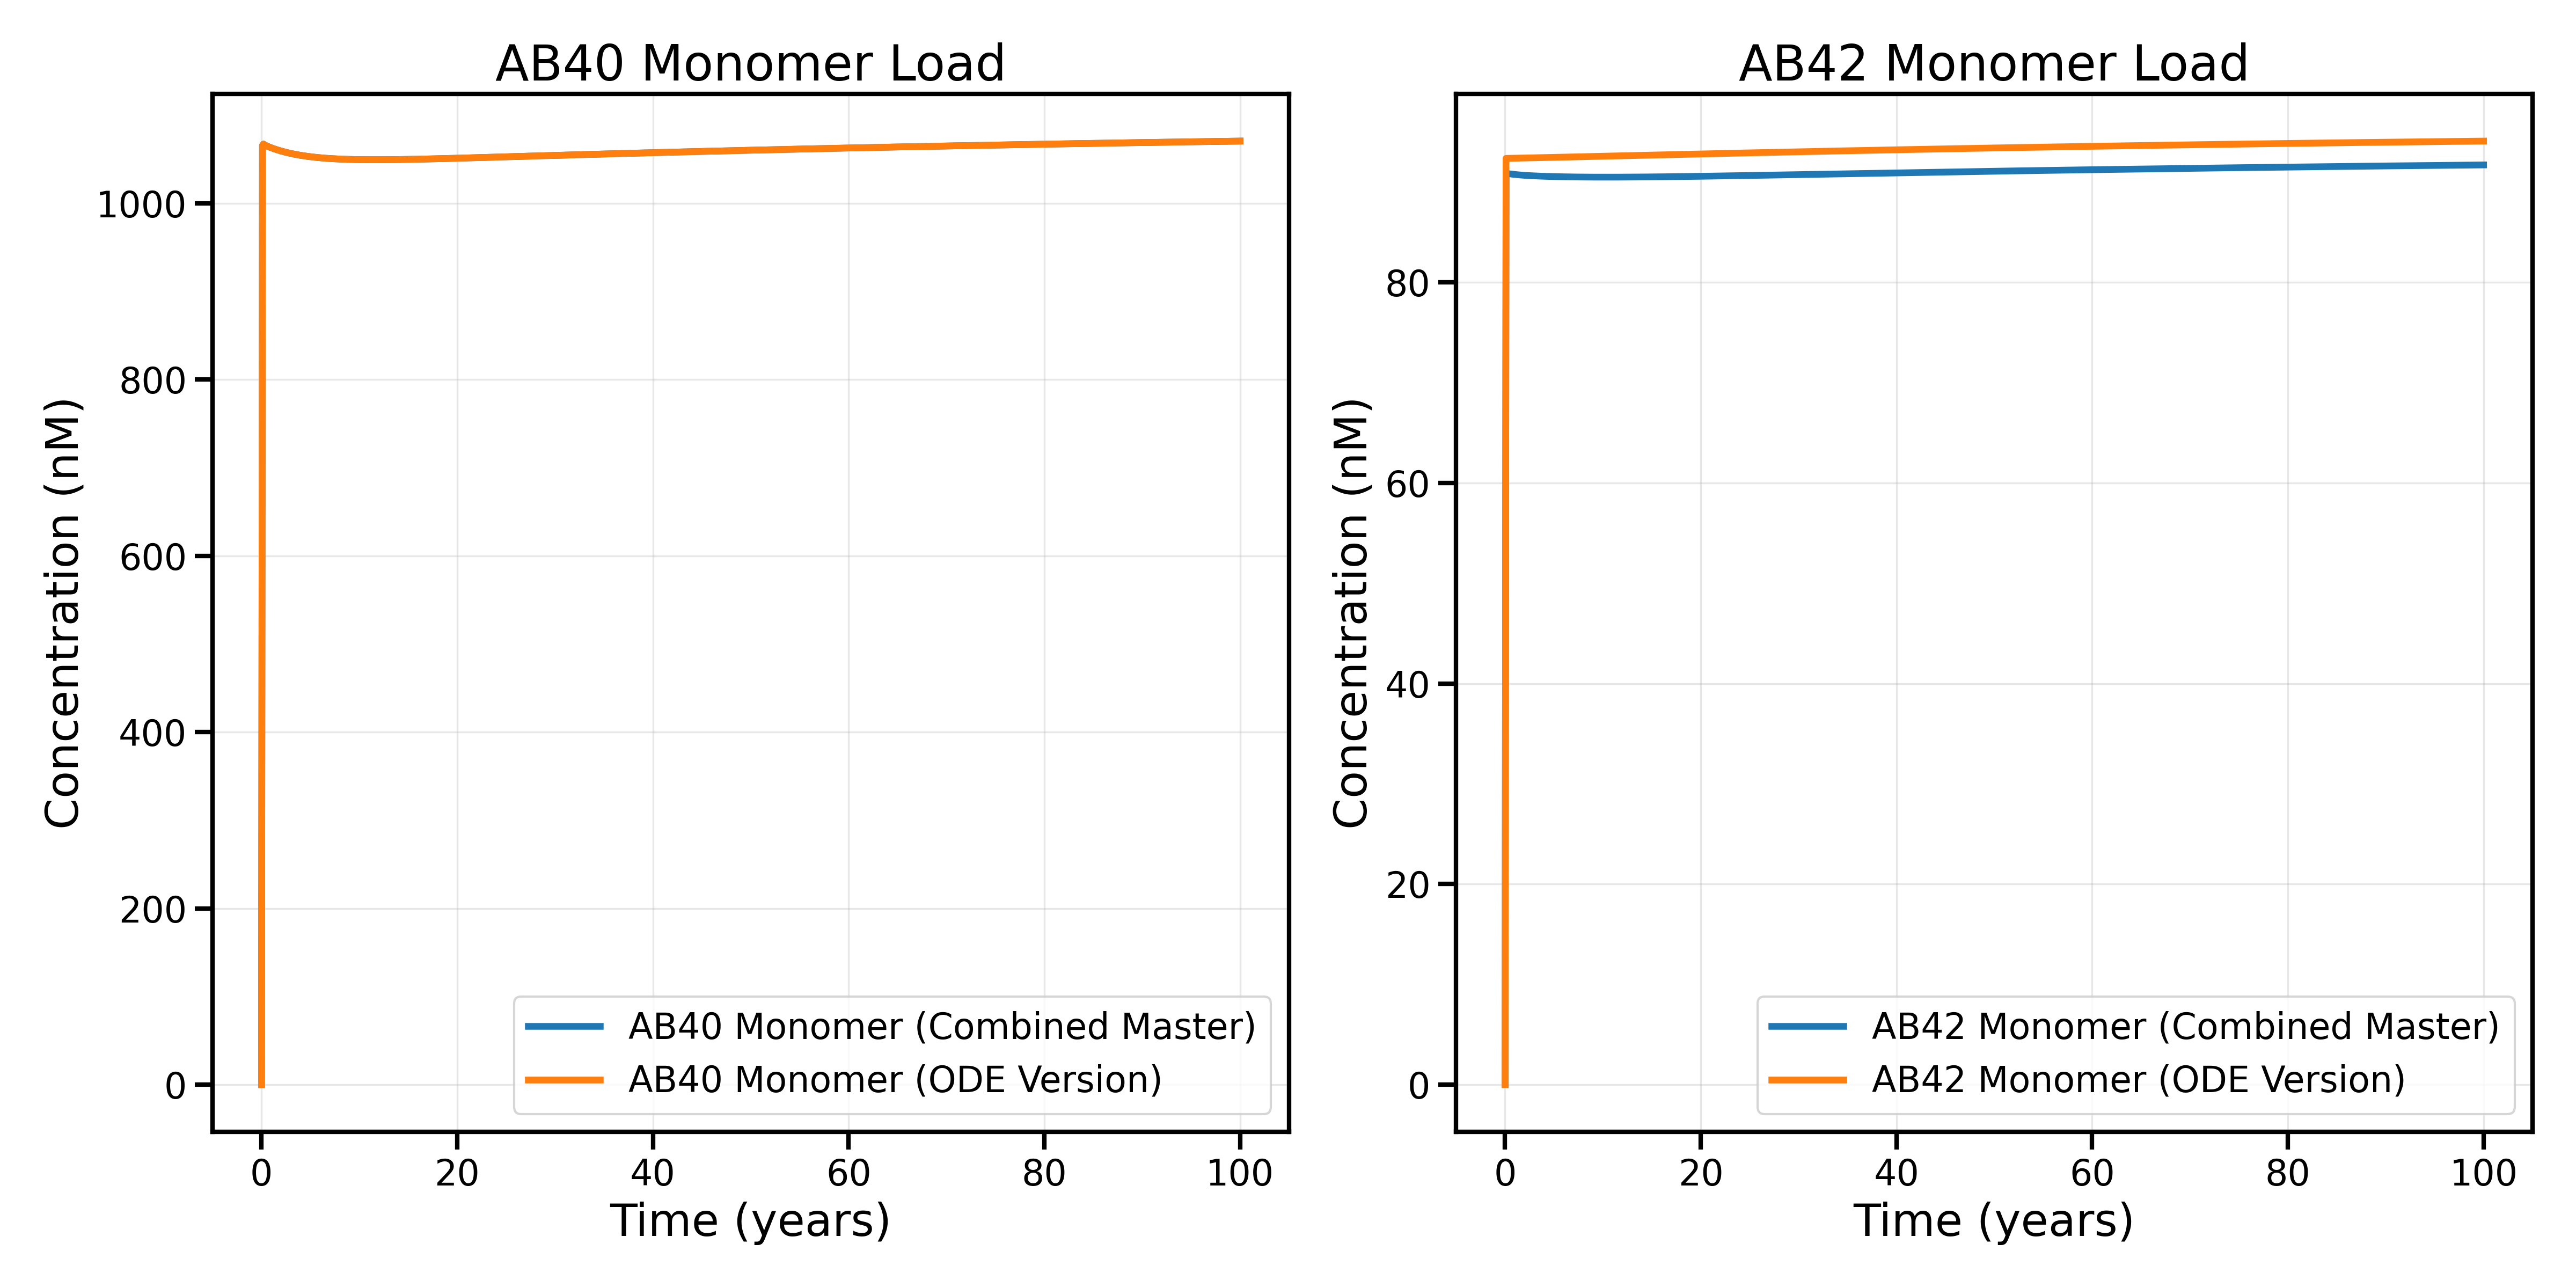 AB40 Monomer Load
Concentration (nM)
1000
800
600
400
200
0
0 20 40 60 80 100
Time (years)
AB40 Monomer (Combined Master)
AB40 Monomer (ODE Version)
AB42 Monomer Load
Concentration (nM)
80
60
40
20
0
0 20 40 60 80 100
Time (years)
AB42 Monomer (Combined Master)
AB42 Monomer (ODE Version)